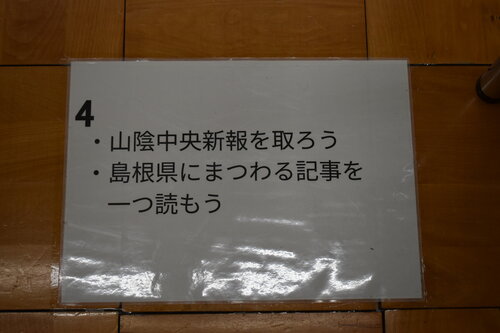 4
・山陰中央新報を取ろう
・島根県にまつわる記事を
一つ読もう